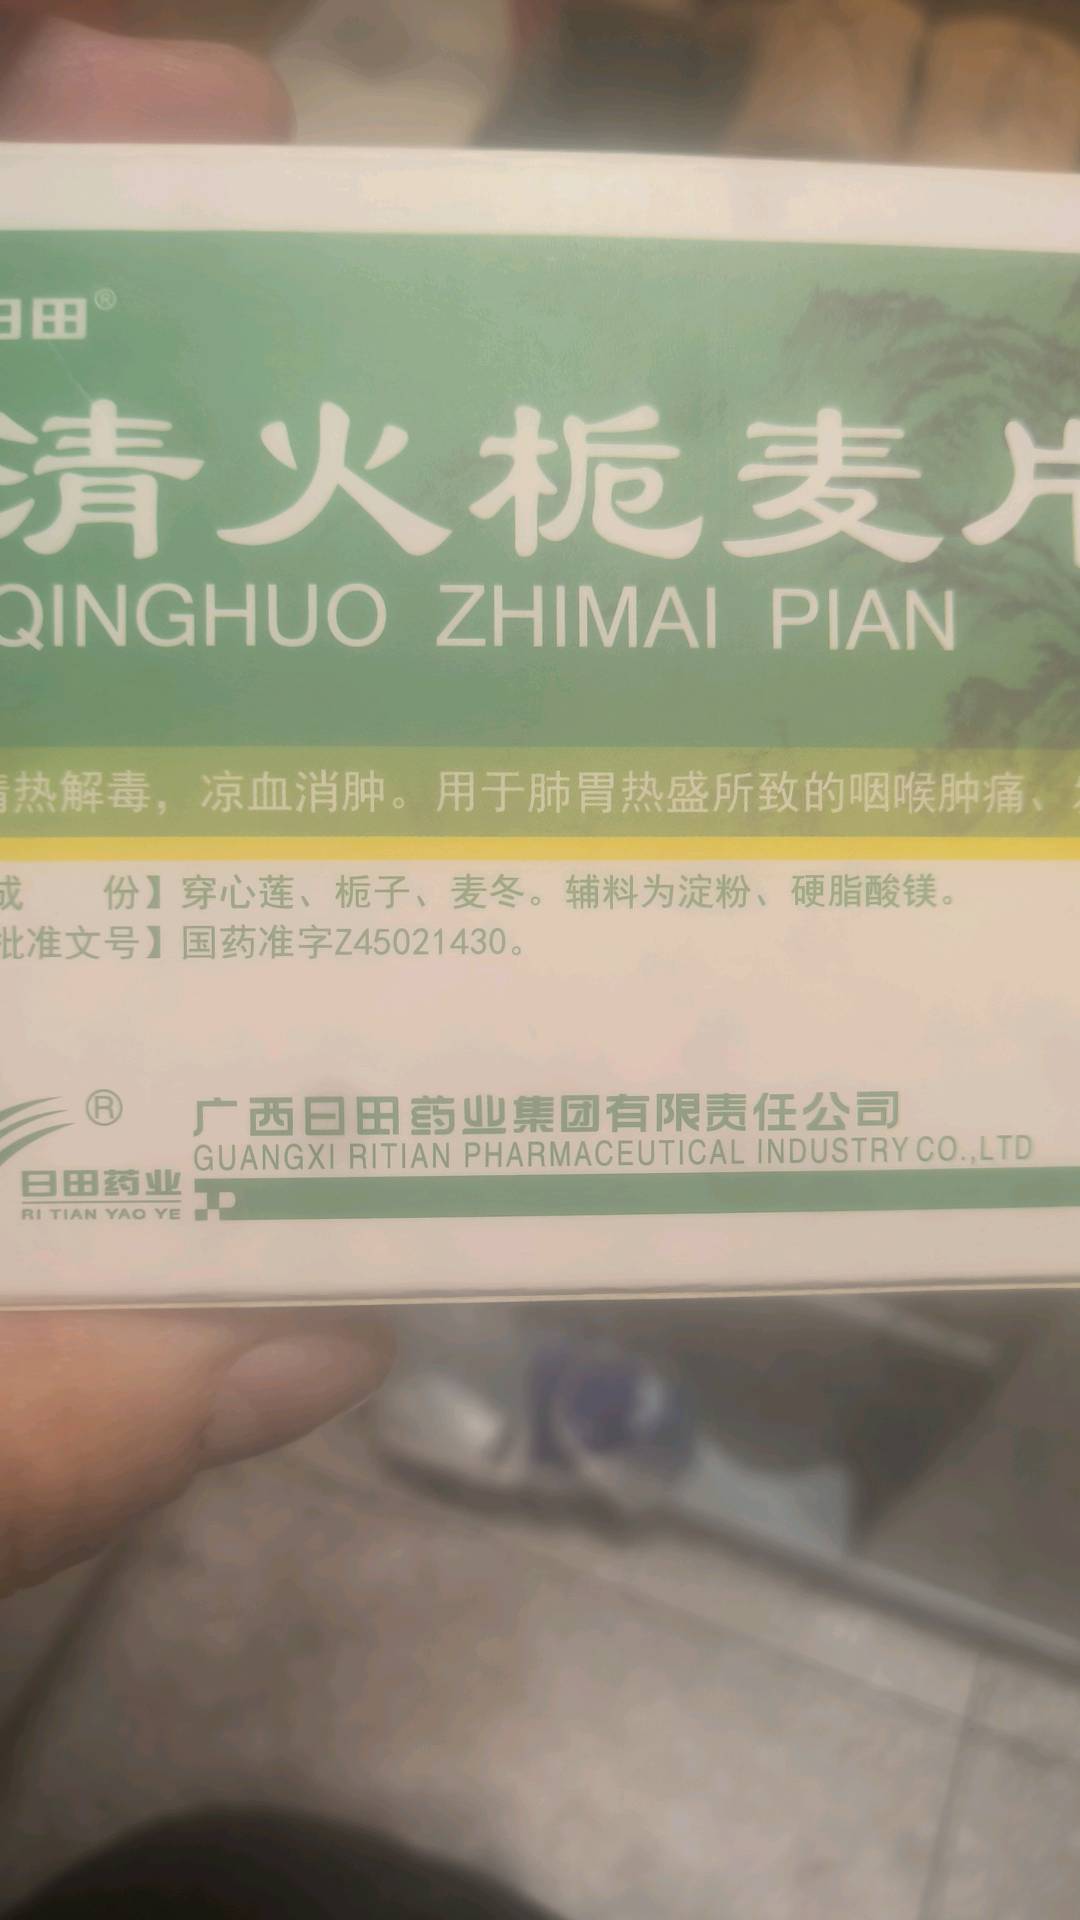 日田®
清火栀麦片
QINGHUO ZHIMAI PIAN
清热解毒，凉血消肿。用于肺胃热盛所致的咽喉肿痛、
成 份】穿心莲、栀子、麦冬。辅料为淀粉、硬脂酸镁。
批准文号】国药准字Z45021430。
®
广西日田药业集团有限责任公司
GUANGXI RITIAN PHARMACEUTICAL INDUSTRY CO.,LTD
日田药业
RI TIAN YAO YE